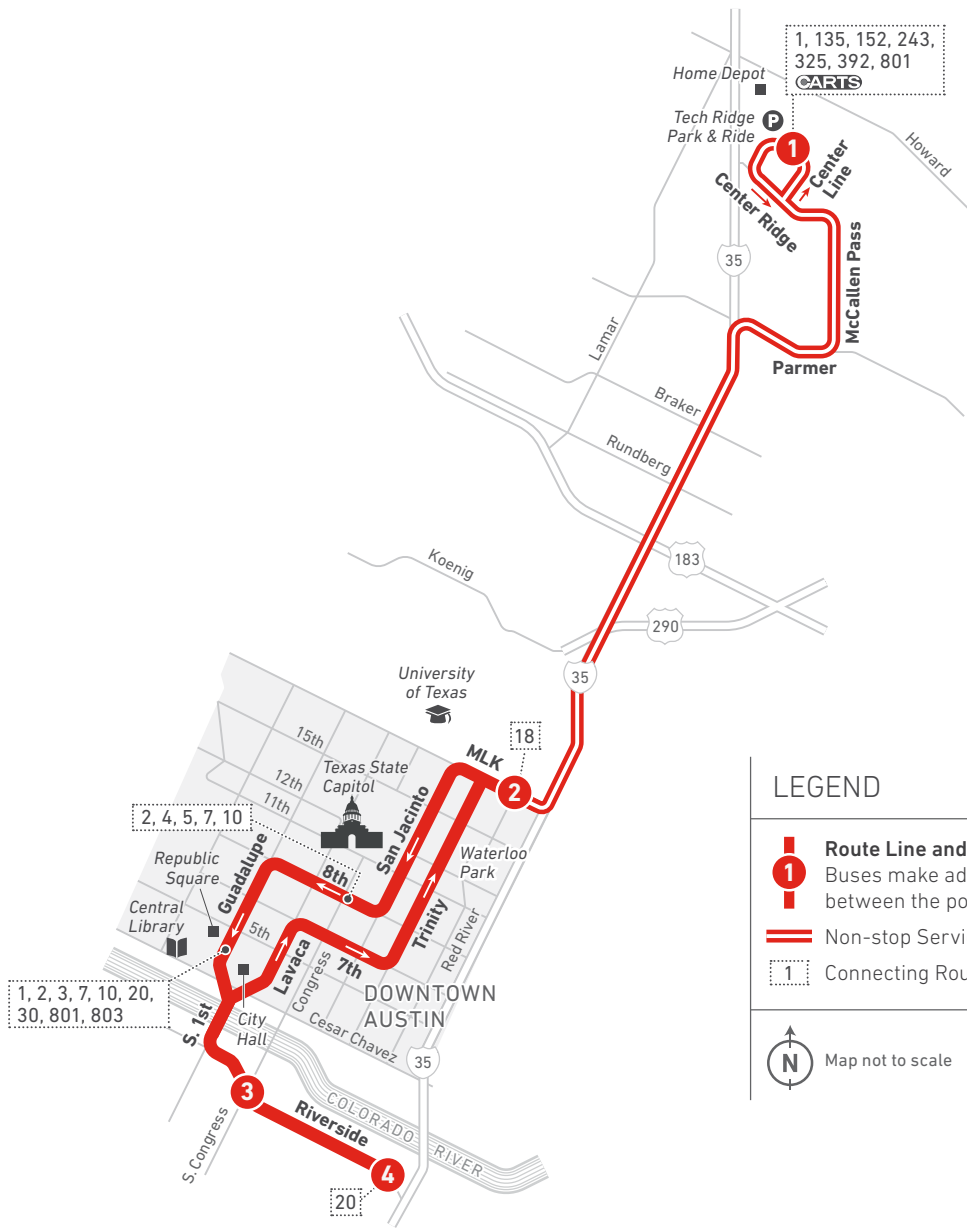 1, 135, 152, 243,
325, 392, 801
CARTS
Home Depot
Tech Ridge
Park & Ride
P
1
Howard
Center
Line
Center Ridge
35
McCallen Pass
Lamar
Parmer
Braker
Rundberg
183
Koenig
290
35
University
of Texas
18
15th
MLK
2
12th
Texas State
Capitol
11th
San Jacinto
2, 4, 5, 7, 10
Republic
Square
Guadalupe
8th
Waterloo
Park
Central
Library
5th
Trinity
Red River
Lavaca
Congress
7th
1, 2, 3, 7, 10, 20,
30, 801, 803
DOWNTOWN
AUSTIN
S. 1st
City
Hall
Cesar Chavez
35
3
Riverside
COLORADO RIVER
S. Congress
4
20
LEGEND
1
Route Line and
Buses make ad
between the po
Non-stop Servi
1
Connecting Rou
N
Map not to scale